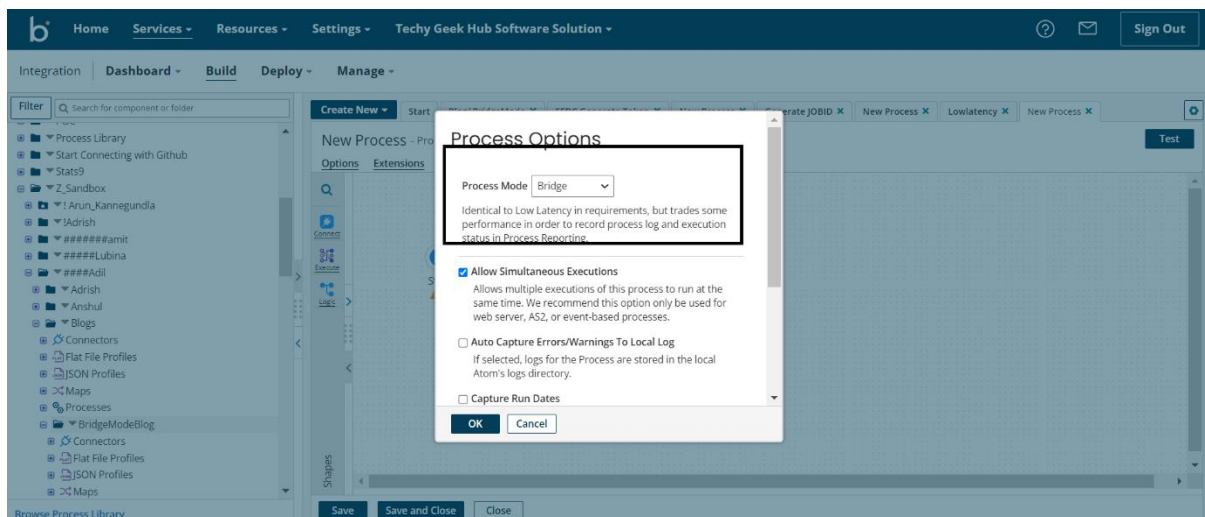 b Home Services Resources Settings Techy Geek Hub Software Solution Sign Out
Integration Dashboard Build Deploy Manage
Filter Search for component or folder
Process Library
Start Connecting with Github
Stats9
Z_Sandbox
! Arun_Kannegundla
!Adrish
#######amit
#####Lubina
####Adil
Adrish
Anshul
Blogs
Connectors
Flat File Profiles
JSON Profiles
Maps
Processes
BridgeModeBlog
Connectors
Flat File Profiles
JSON Profiles
Maps
Browse Process Library
Create New Start erate JOBID New Process Lowlatency New Process
New Process - Pro Test
Options Extensions
Connect
Execute
Logic
Shapes
Process Options
Process Mode Bridge
Identical to Low Latency in requirements, but trades some
performance in order to record process log and execution
status in Process Reporting.
Allow Simultaneous Executions
Allows multiple executions of this process to run at the
same time. We recommend this option only be used for
web server, AS2, or event-based processes.
Auto Capture Errors/Warnings To Local Log
If selected, logs for the Process are stored in the local
Atom's logs directory.
Capture Run Dates
OK Cancel
Save Save and Close Close